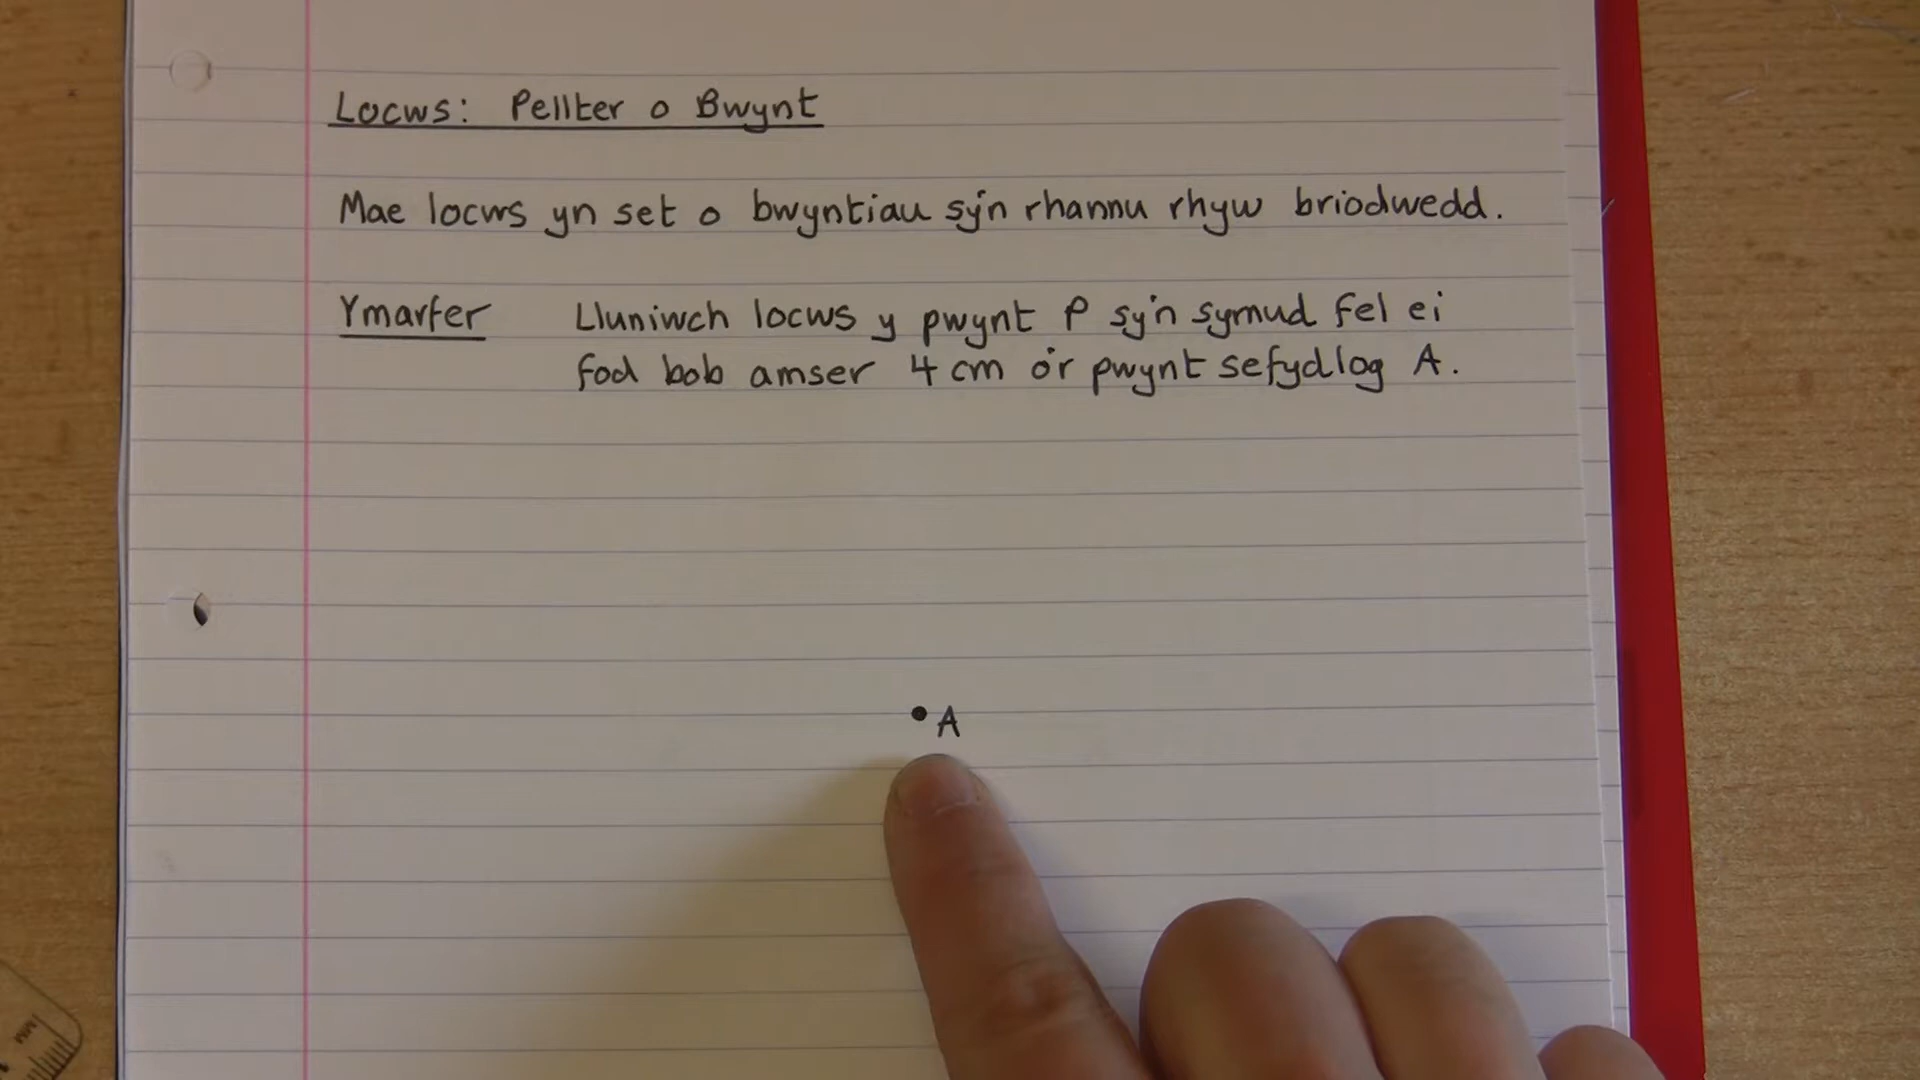 Locws: Pellter o Bwynt
Mae locws yn set o bwyntiau sy'n rhannu rhyw briodwedd.
Ymarfer Lluniwch locws y pwynt P sy'n symud fel ei
fod bob amser 4 cm o'r pwynt sefydlog A.
A
MM